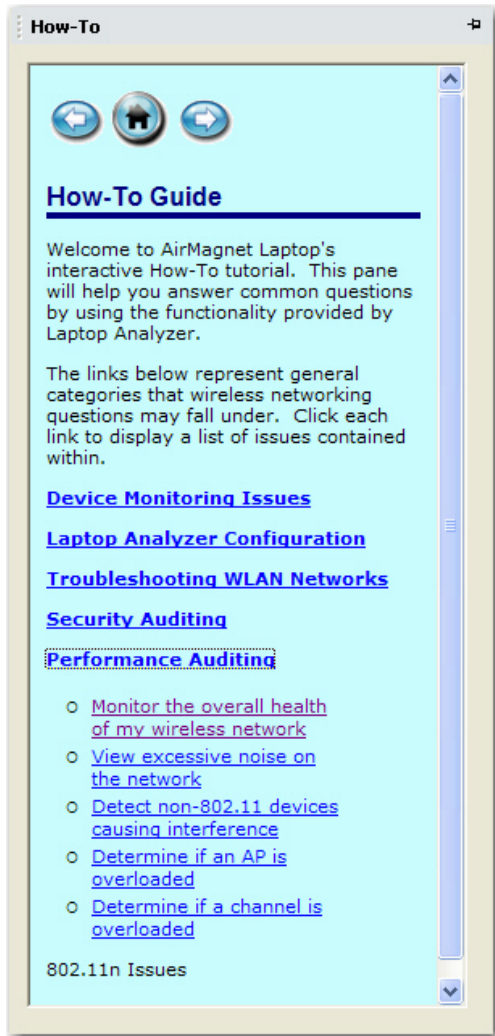 How-To
How-To Guide
Welcome to AirMagnet Laptop's
interactive How-To tutorial. This pane
will help you answer common questions
by using the functionality provided by
Laptop Analyzer.
The links below represent general
categories that wireless networking
questions may fall under. Click each
link to display a list of issues contained
within.
Device Monitoring Issues
Laptop Analyzer Configuration
Troubleshooting WLAN Networks
Security Auditing
Performance Auditing
Monitor the overall health
of my wireless network
View excessive noise on
the network
Detect non-802.11 devices
causing interference
Determine if an AP is
overloaded
Determine if a channel is
overloaded
802.11n Issues